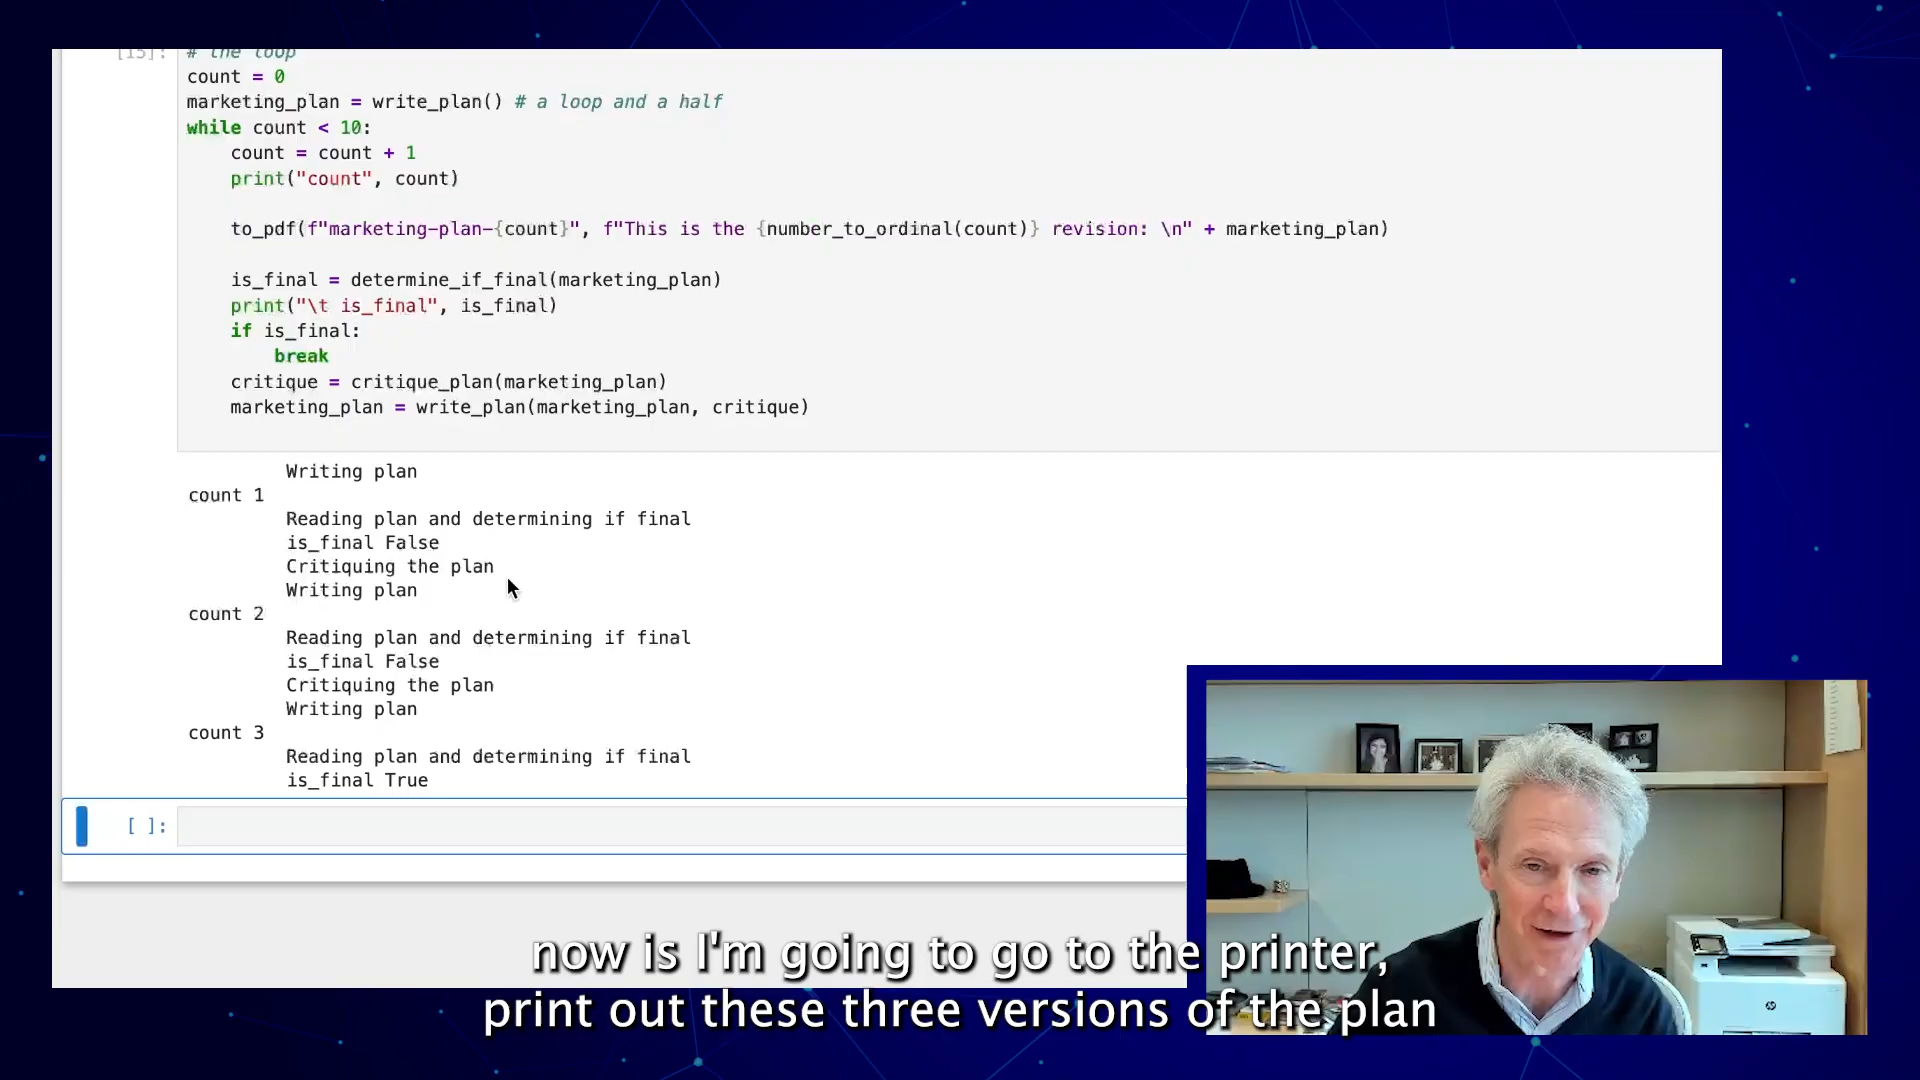 [15]: # the loop
count = 0
marketing_plan = write_plan() # a loop and a half
while count < 10:
    count = count + 1
    print("count", count)
    to_pdf(f"marketing-plan-{count}", f"This is the {number_to_ordinal(count)} revision: \n" + marketing_plan)
    is_final = determine_if_final(marketing_plan)
    print("\t is_final", is_final)
    if is_final:
        break
    critique = critique_plan(marketing_plan)
    marketing_plan = write_plan(marketing_plan, critique)
Writing plan
count 1
Reading plan and determining if final
is_final False
Critiquing the plan
Writing plan
count 2
Reading plan and determining if final
is_final False
Critiquing the plan
Writing plan
count 3
Reading plan and determining if final
is_final True
[ ]:
hp
now is I'm going to go to the printer,
print out these three versions of the plan